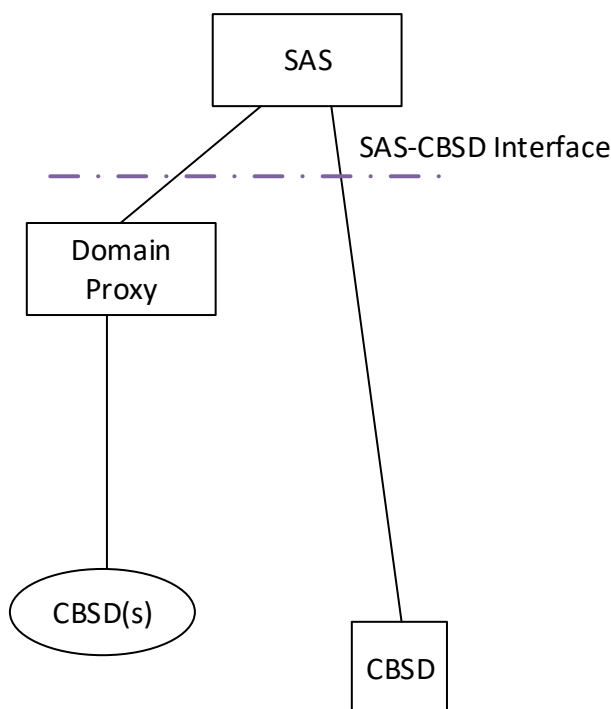 SAS
SAS-CBSD Interface
Domain
Proxy
CBSD(s)
CBSD